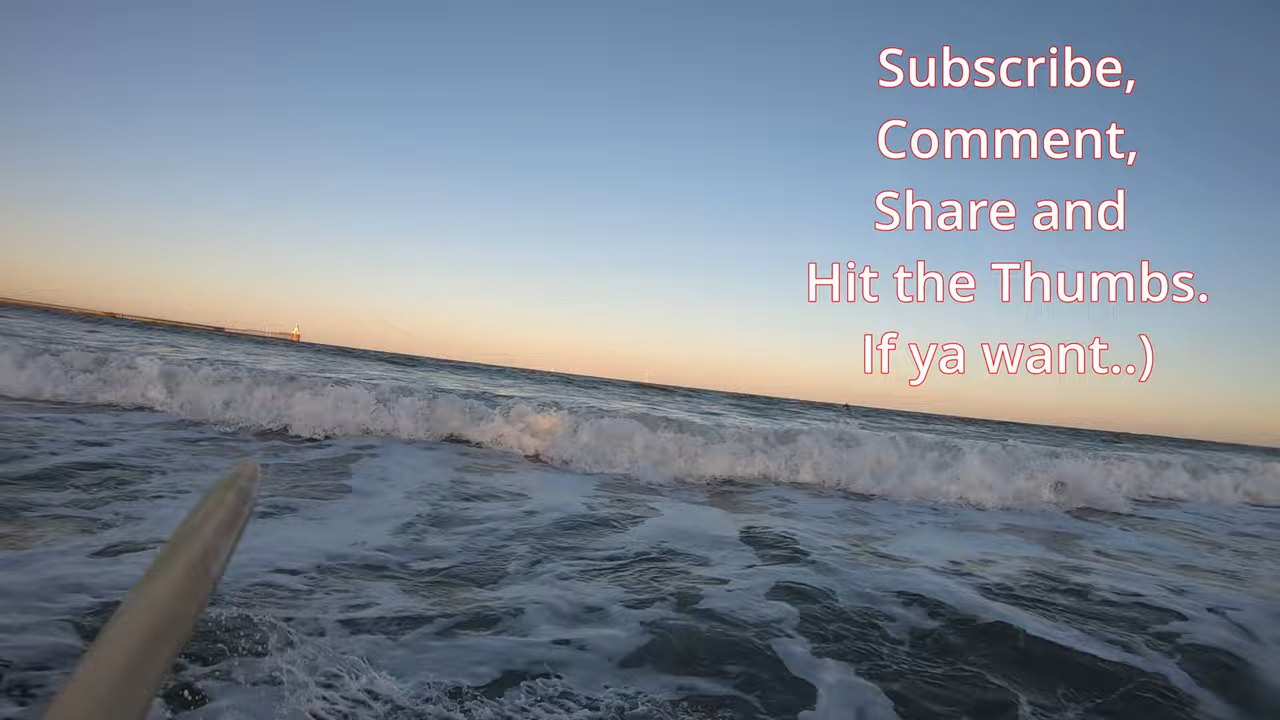 Subscribe,
Comment,
Share and
Hit the Thumbs.
If ya want..)